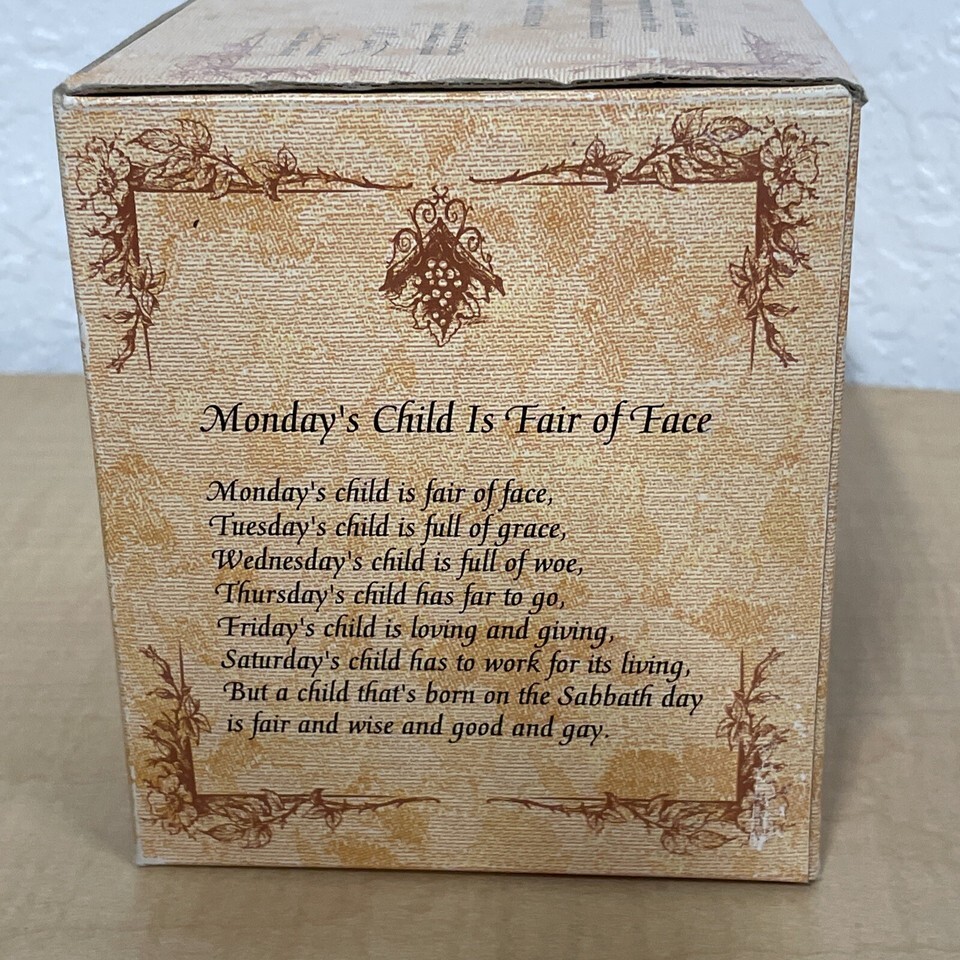 Monday's Child Is Fair of Face
Monday's child is fair of face,
Tuesday's child is full of grace,
Wednesday's child is full of woe,
Thursday's child has far to go,
Friday's child is loving and giving,
Saturday's child has to work for its living,
But a child that's born on the Sabbath day
is fair and wise and good and gay.